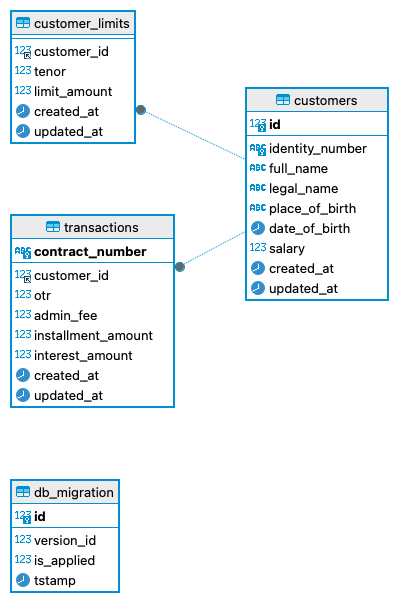 customer_limits
123 customer_id
123 tenor
123 limit_amount
created_at
updated_at
customers
123 id
ABC identity_number
ABC full_name
ABC legal_name
ABC place_of_birth
date_of_birth
123 salary
created_at
updated_at
transactions
ABC contract_number
123 customer_id
123 otr
123 admin_fee
123 installment_amount
123 interest_amount
created_at
updated_at
db_migration
123 id
123 version_id
123 is_applied
tstamp